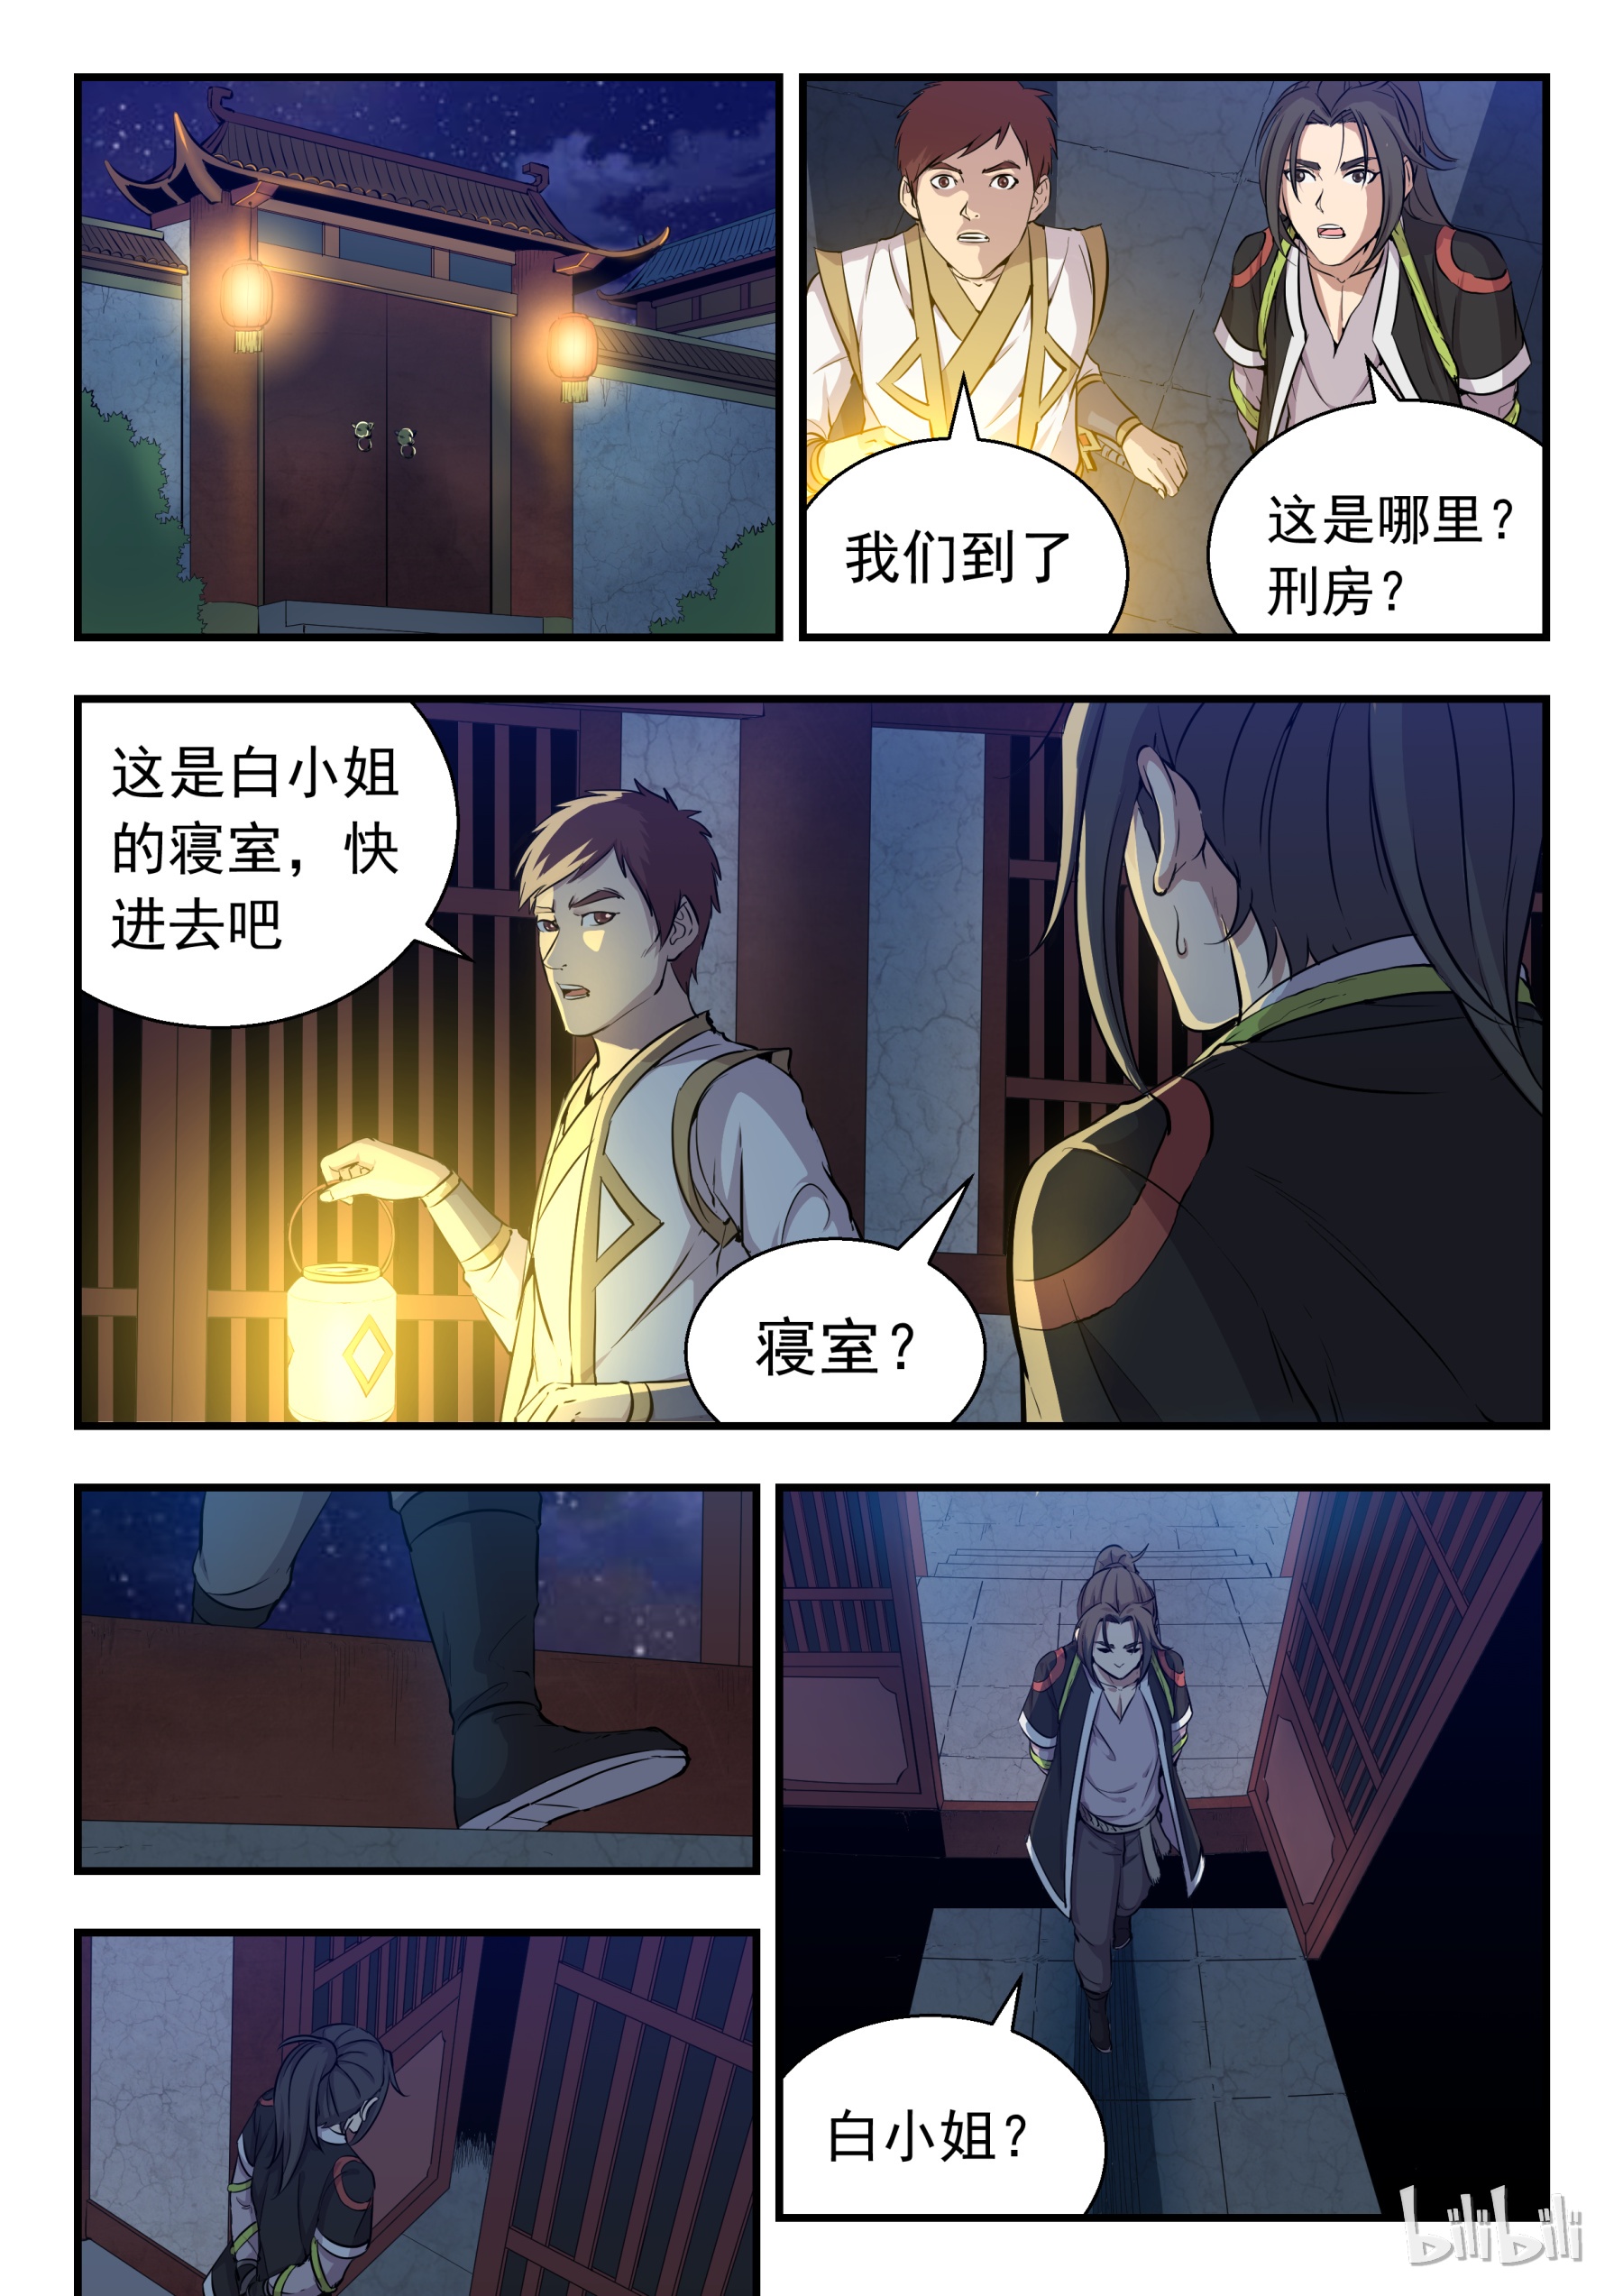 我们到了
这是哪里？
刑房？
这是白小姐
的寝室，快
进去吧
寝室？
白小姐？
bilibili